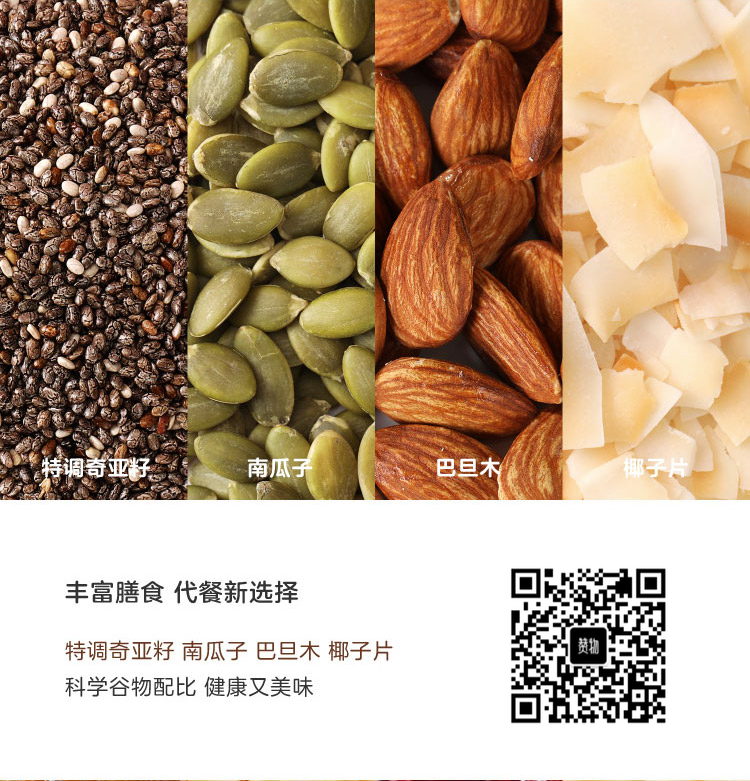 特调奇亚籽 南瓜子 巴旦木 椰子片
丰富膳食 代餐新选择
特调奇亚籽 南瓜子 巴旦木 椰子片
科学谷物配比 健康又美味
赞物